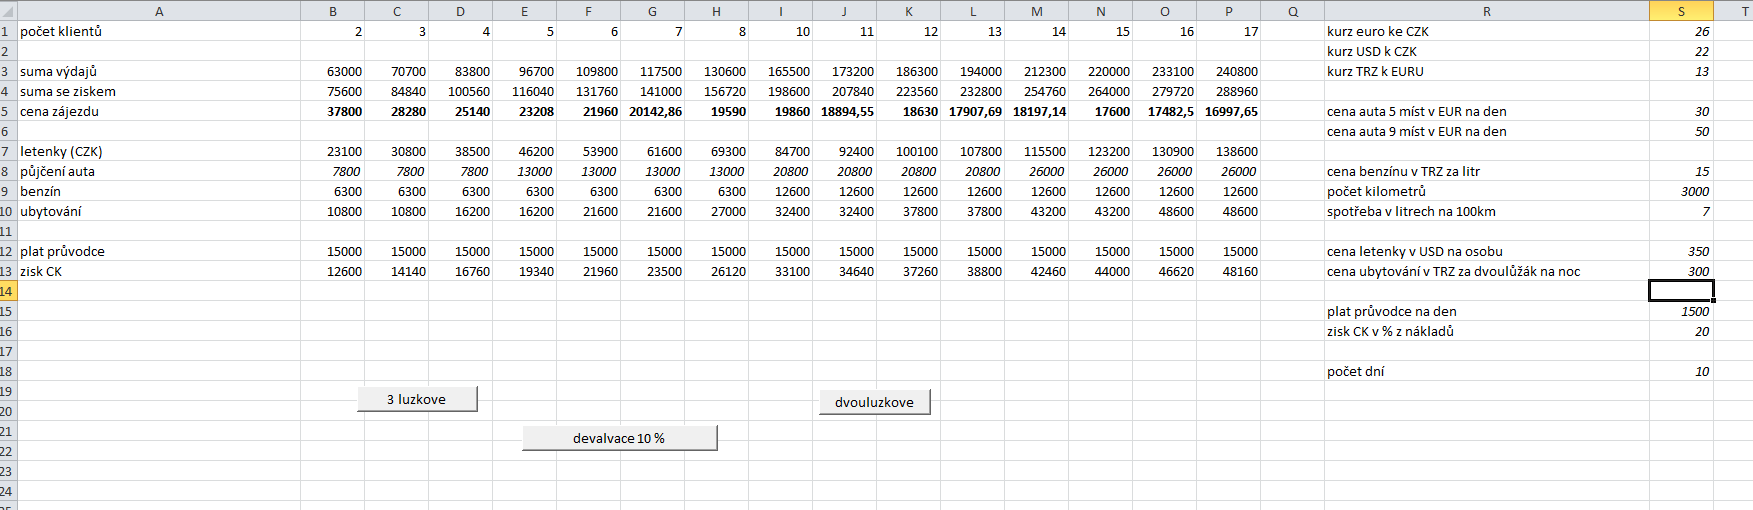 A B C D E F G H I J K L M N O P Q R S T
1 počet klientů 2 3 4 5 6 7 8 10 11 12 13 14 15 16 17 kurz euro ke CZK 26
2 kurz USD k CZK 22
3 suma výdajů 63000 70700 83800 96700 109800 117500 130600 165500 173200 186300 194000 212300 220000 233100 240800 kurz TRZ k EURU 13
4 suma se ziskem 75600 84840 100560 116040 131760 141000 156720 198600 207840 223560 232800 254760 264000 279720 288960
5 cena zájezdu 37800 28280 25140 23208 21960 20142,86 19590 19860 18894,55 18630 17907,69 18197,14 17600 17482,5 16997,65 cena auta 5 míst v EUR na den 30
6 cena auta 9 míst v EUR na den 50
7 letenky (CZK) 23100 30800 38500 46200 53900 61600 69300 84700 92400 100100 107800 115500 123200 130900 138600
8 půjčení auta 7800 7800 7800 13000 13000 13000 13000 20800 20800 20800 20800 26000 26000 26000 26000 cena benzínu v TRZ za litr 15
9 benzín 6300 6300 6300 6300 6300 6300 6300 12600 12600 12600 12600 12600 12600 12600 12600 počet kilometrů 3000
10 ubytování 10800 10800 16200 16200 21600 21600 27000 32400 32400 37800 37800 43200 43200 48600 48600 spotřeba v litrech na 100km 7
11
12 plat průvodce 15000 15000 15000 15000 15000 15000 15000 15000 15000 15000 15000 15000 15000 15000 15000 cena letenky v USD na osobu 350
13 zisk CK 12600 14140 16760 19340 21960 23500 26120 33100 34640 37260 38800 42460 44000 46620 48160 cena ubytování v TRZ za dvoulůžák na noc 300
14
15 plat průvodce na den 1500
16 zisk CK v % z nákladů 20
17
18 počet dní 10
19
3 luzkove dvouluzkove
20
21
devalvace 10 %
22
23
24